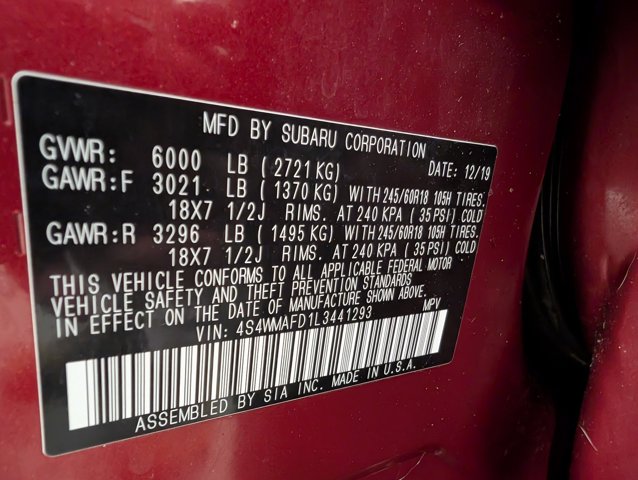 MFD BY SUBARU CORPORATION
GVWR: 6000 LB (2721 KG) DATE: 12/19
GAWR:F 3021 LB (1370 KG) WITH 245/60R18 105H TIRES.
18X7 1/2J RIMS. AT 240 KPA (35 PSI) COLD
GAWR:R 3296 LB (1495 KG) WITH 245/60R18 105H TIRES.
18X7 1/2J RIMS. AT 240 KPA (35 PSI) COLD
THIS VEHICLE CONFORMS TO ALL APPLICABLE FEDERAL MOTOR
VEHICLE SAFETY AND THEFT PREVENTION STANDARDS
IN EFFECT ON THE DATE OF MANUFACTURE SHOWN ABOVE.
VIN: 4S4WMAFD1L3441293 MPV
ASSEMBLED BY SIA INC. MADE IN U.S.A.